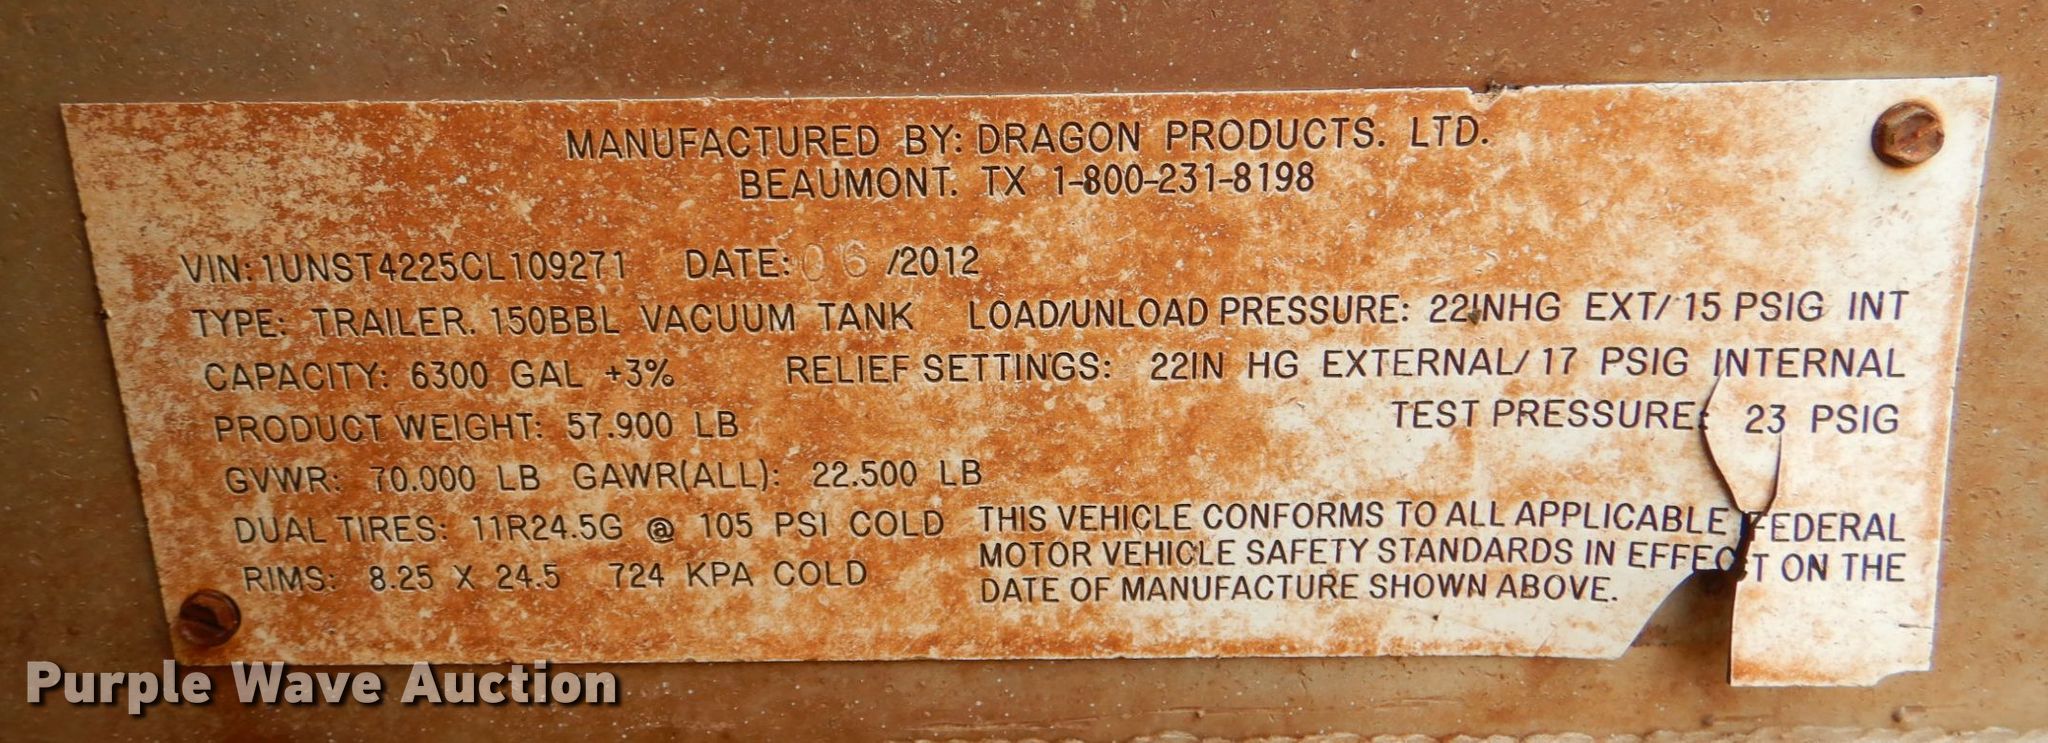 MANUFACTURED BY: DRAGON PRODUCTS. LTD.
BEAUMONT. TX 1-800-231-8198
VIN: 1UNST4225CL109271 DATE: 06 /2012
TYPE: TRAILER. 150BBL VACUUM TANK LOAD/UNLOAD PRESSURE: 22INHG EXT/ 15 PSIG INT
CAPACITY: 6300 GAL +3% RELIEF SETTINGS: 22IN HG EXTERNAL/ 17 PSIG INTERNAL
PRODUCT WEIGHT: 57.900 LB TEST PRESSURE: 23 PSIG
GVWR: 70.000 LB GAWR(ALL): 22.500 LB
DUAL TIRES: 11R24.5G @ 105 PSI COLD
RIMS: 8.25 X 24.5 724 KPA COLD
THIS VEHICLE CONFORMS TO ALL APPLICABLE FEDERAL
MOTOR VEHICLE SAFETY STANDARDS IN EFFECT ON THE
DATE OF MANUFACTURE SHOWN ABOVE.
Purple Wave Auction